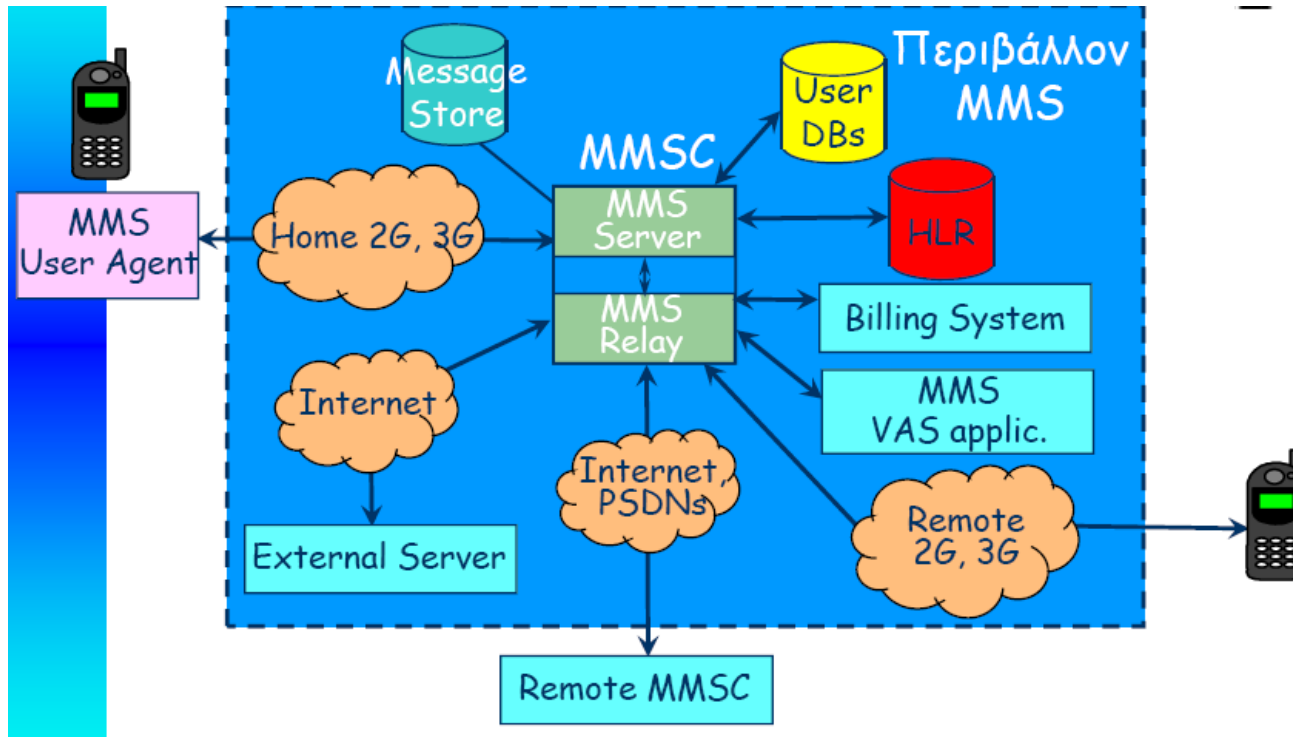 Message
Store
User
DBs
Περιβάλλον
MMS
MMSC
MMS
User Agent
Home 2G, 3G
MMS
Server
HLR
MMS
Relay
Billing System
Internet
MMS
VAS applic.
Internet,
PSDNs
Remote
2G, 3G
External Server
Remote MMSC